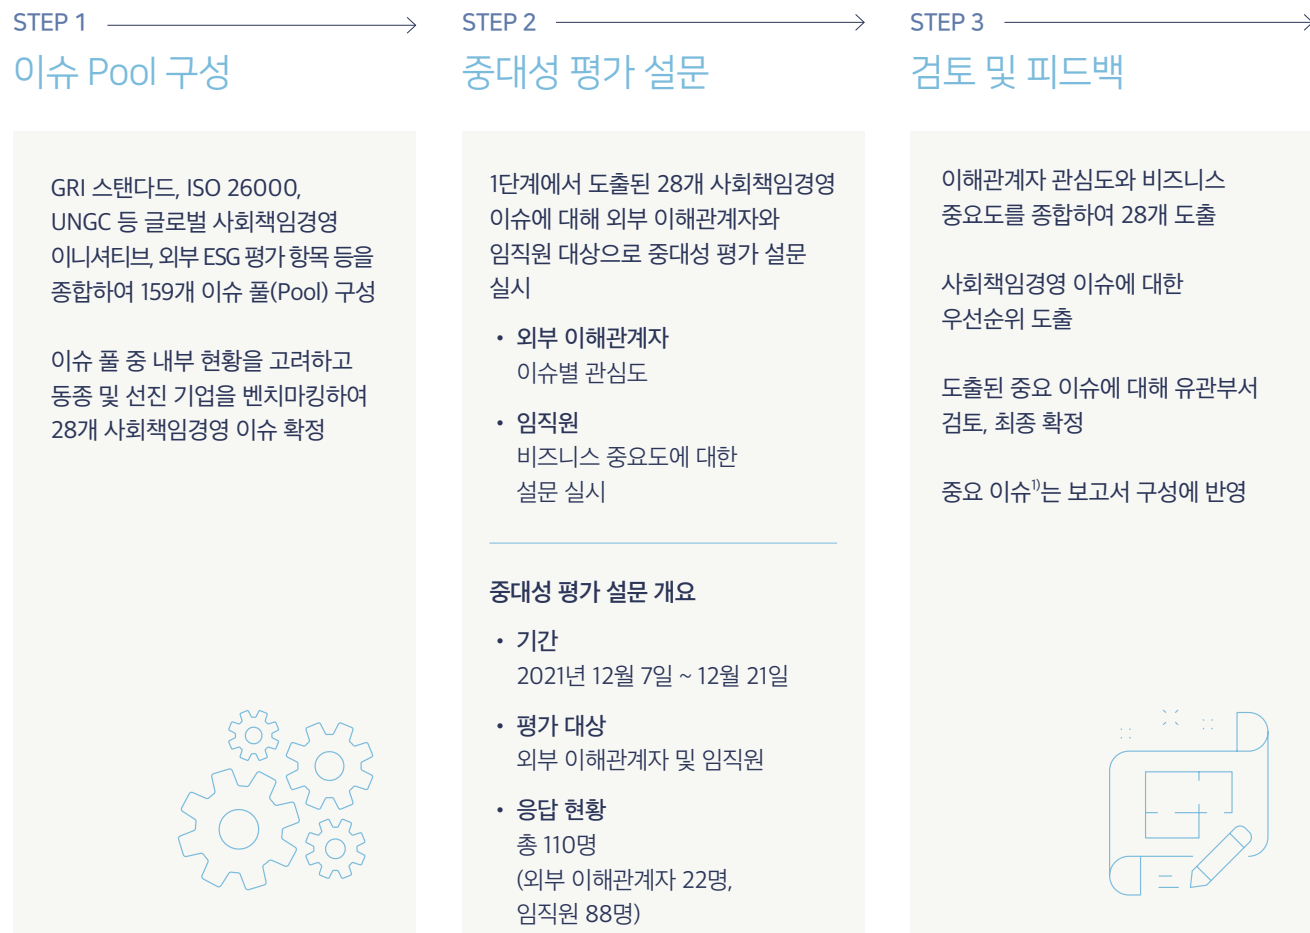 STEP 1
이슈 Pool 구성
GRI 스탠다드, ISO 26000,
UNGC 등 글로벌 사회책임경영
이니셔티브, 외부 ESG 평가 항목 등을
종합하여 159개 이슈 풀(Pool) 구성
이슈 풀 중 내부 현황을 고려하고
동종 및 선진 기업을 벤치마킹하여
28개 사회책임경영 이슈 확정
STEP 2
중대성 평가 설문
1단계에서 도출된 28개 사회책임경영
이슈에 대해 외부 이해관계자와
임직원 대상으로 중대성 평가 설문
실시
• 외부 이해관계자
이슈별 관심도
• 임직원
비즈니스 중요도에 대한
설문 실시
중대성 평가 설문 개요
• 기간
2021년 12월 7일 ~ 12월 21일
• 평가 대상
외부 이해관계자 및 임직원
• 응답 현황
총 110명
(외부 이해관계자 22명,
임직원 88명)
STEP 3
검토 및 피드백
이해관계자 관심도와 비즈니스
중요도를 종합하여 28개 도출
사회책임경영 이슈에 대한
우선순위 도출
도출된 중요 이슈에 대해 유관부서
검토, 최종 확정
중요 이슈1)는 보고서 구성에 반영